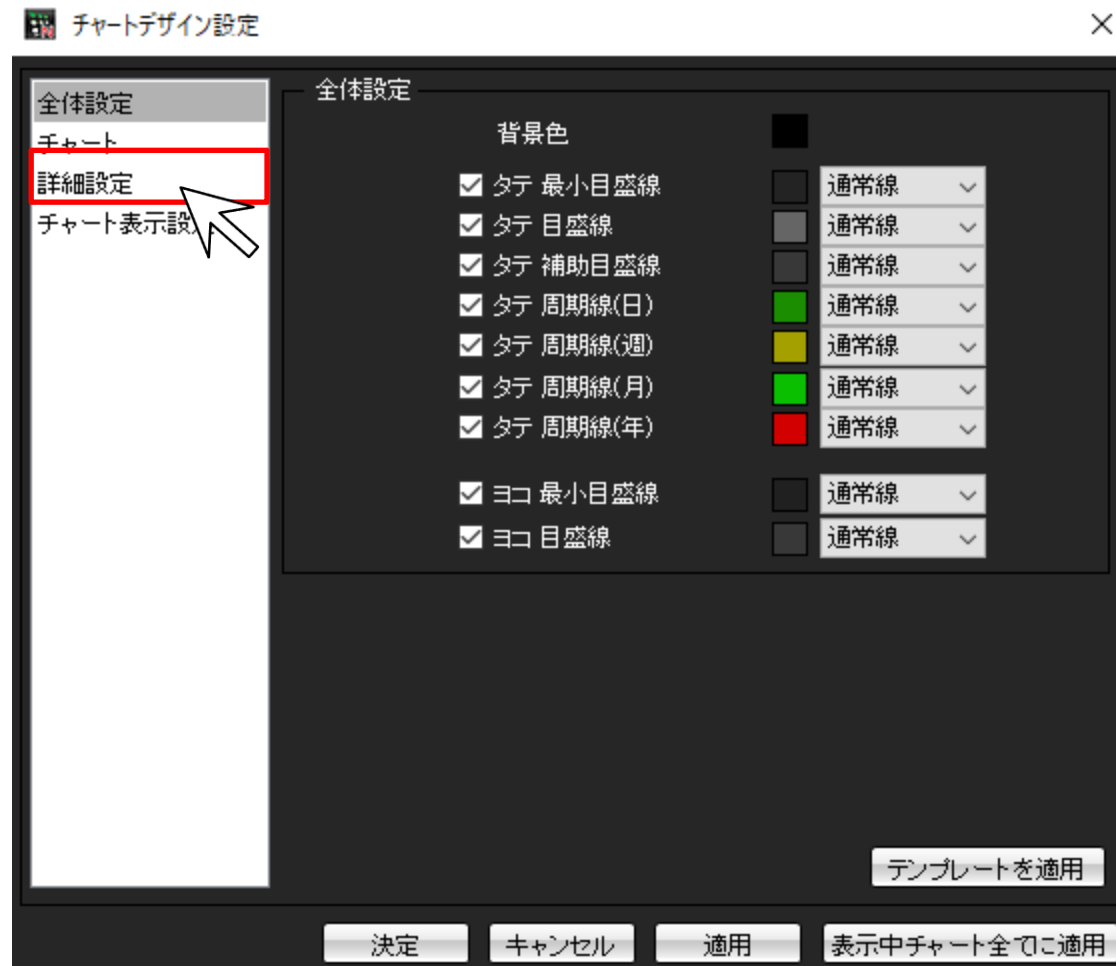 チャートデザイン設定
全体設定
チャート
詳細設定
チャート表示設
全体設定
背景色
タテ 最小目盛線 通常線
タテ 目盛線 通常線
タテ 補助目盛線 通常線
タテ 周期線(日) 通常線
タテ 周期線(週) 通常線
タテ 周期線(月) 通常線
タテ 周期線(年) 通常線
ヨコ 最小目盛線 通常線
ヨコ 目盛線 通常線
テンプレートを適用
決定 キャンセル 適用 表示中チャート全てに適用